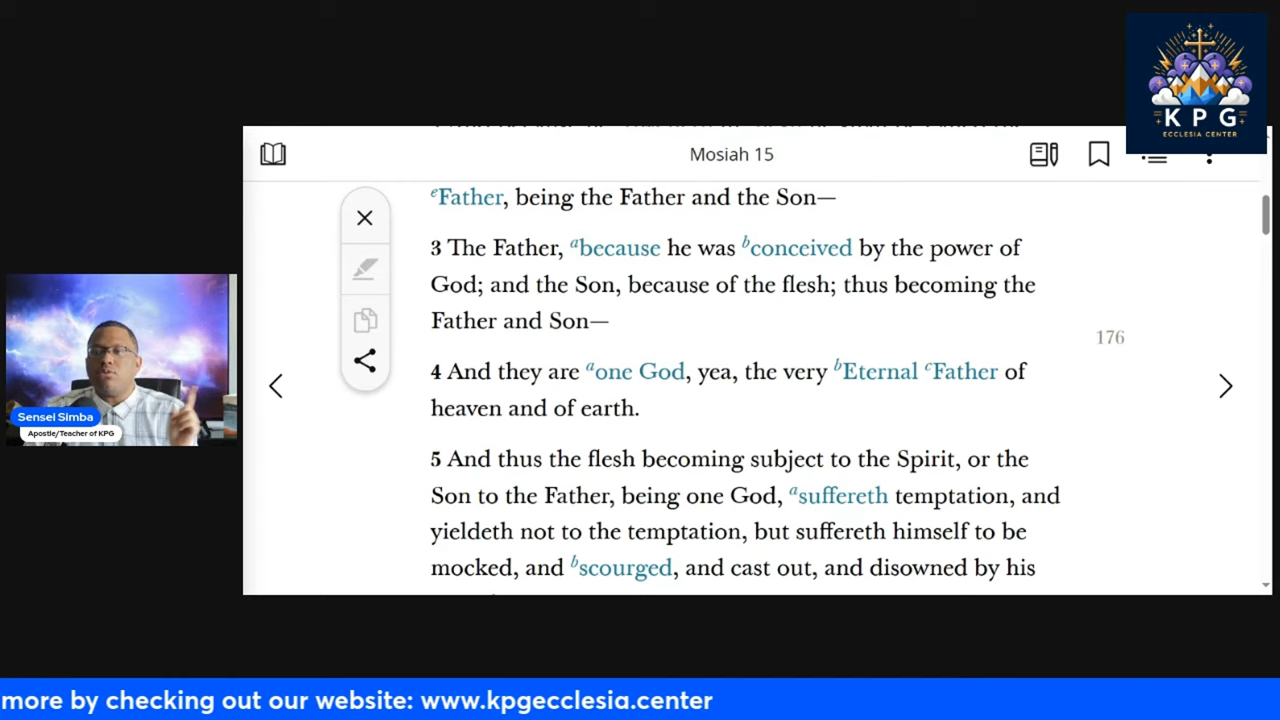 K P G
ECCLESIA CENTER
Mosiah 15
eFather, being the Father and the Son—
3 The Father, abecause he was bconceived by the power of
God; and the Son, because of the flesh; thus becoming the
Father and Son—
176
4 And they are aone God, yea, the very bEternal cFather of
heaven and of earth.
5 And thus the flesh becoming subject to the Spirit, or the
Son to the Father, being one God, asuffereth temptation, and
yieldeth not to the temptation, but suffereth himself to be
mocked, and bscourged, and cast out, and disowned by his
Sensei Simba
Apostle/Teacher of KPG
more by checking out our website: www.kpgecclesia.center